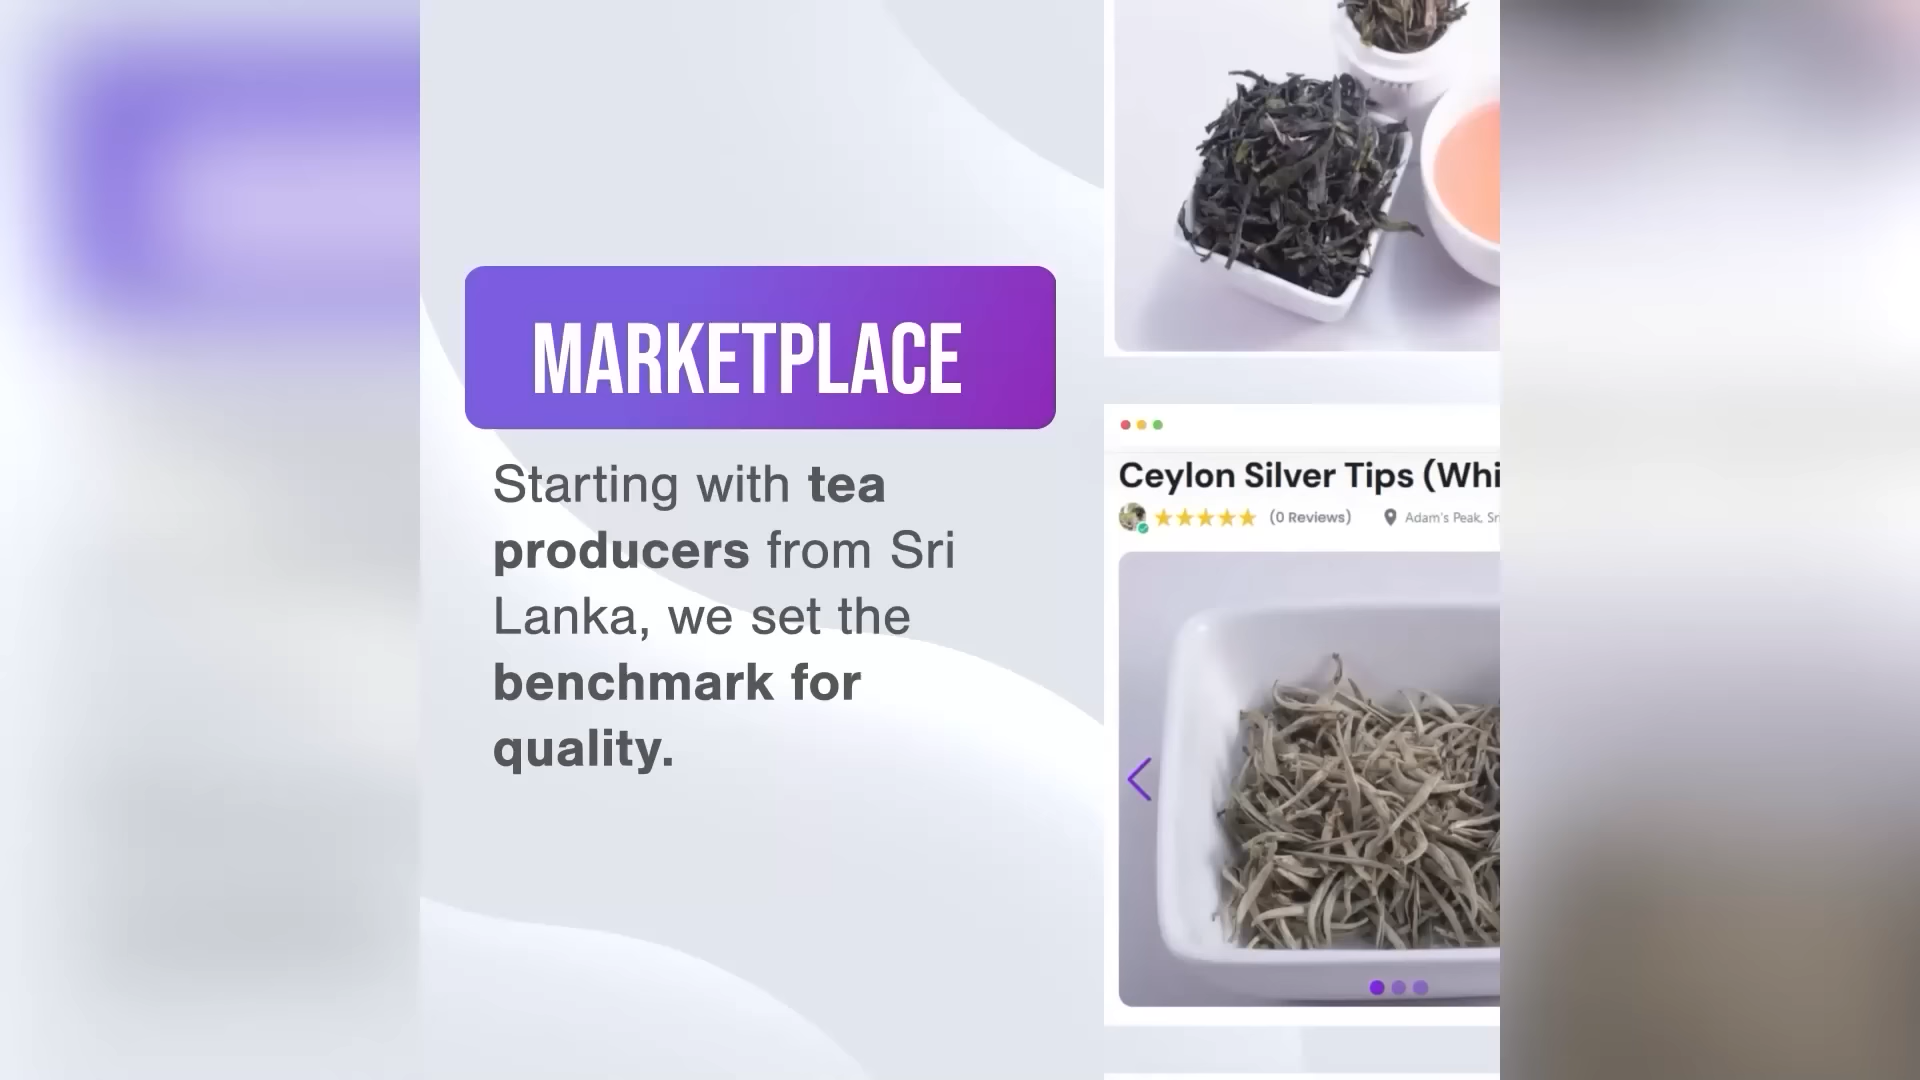 MARKETPLACE
Starting with tea
producers from Sri
Lanka, we set the
benchmark for
quality.
Ceylon Silver Tips (Whi
(0 Reviews)
Adam's Peak, Sr